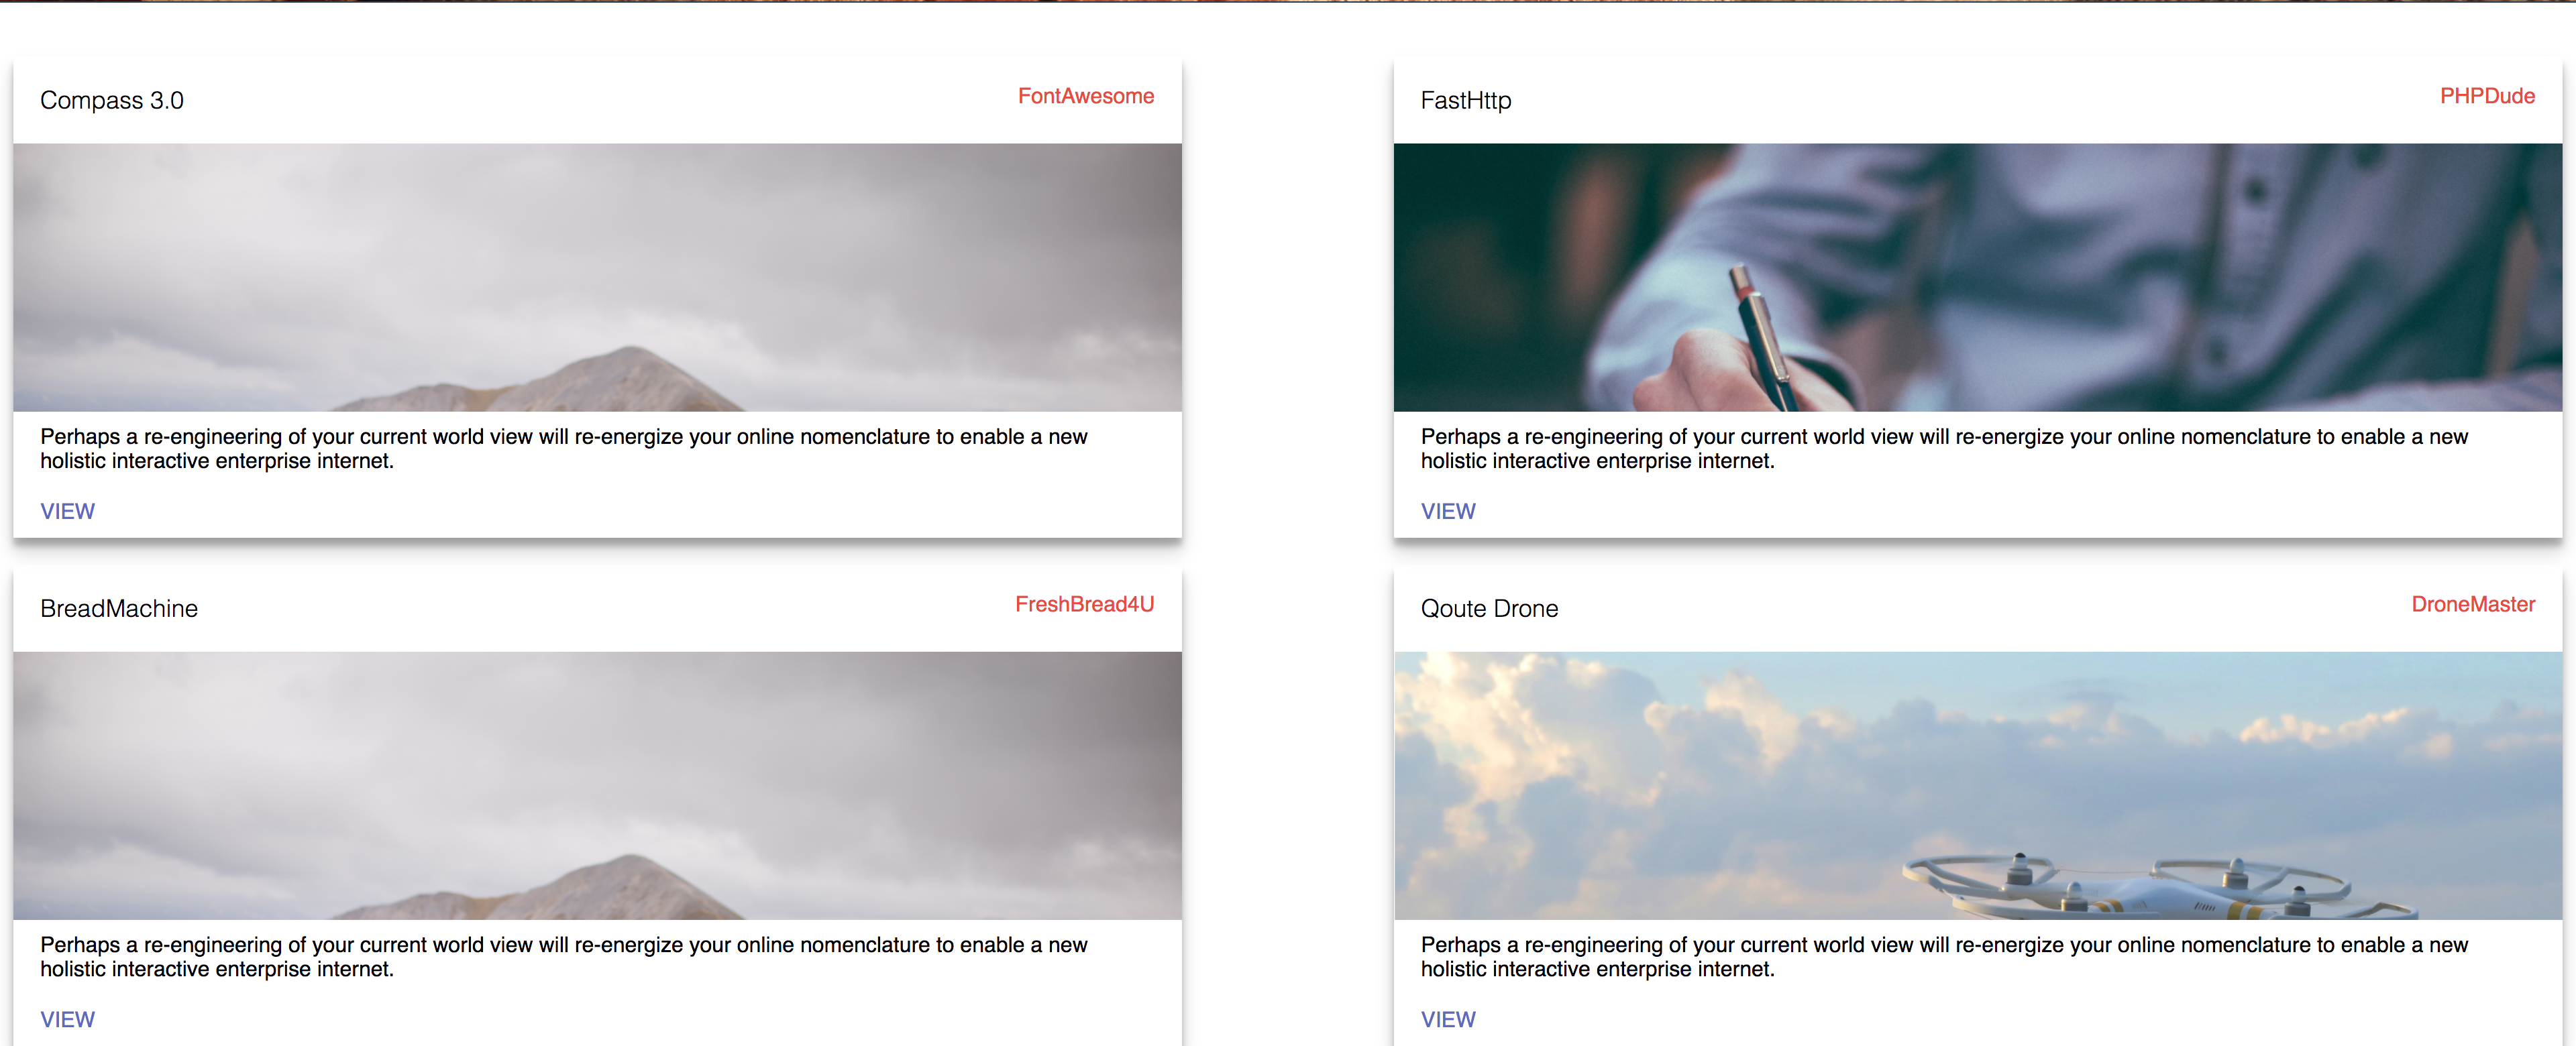 Compass 3.0
FontAwesome
Perhaps a re-engineering of your current world view will re-energize your online nomenclature to enable a new
holistic interactive enterprise internet.
VIEW
FastHttp
PHPDude
Perhaps a re-engineering of your current world view will re-energize your online nomenclature to enable a new
holistic interactive enterprise internet.
VIEW
BreadMachine
FreshBread4U
Perhaps a re-engineering of your current world view will re-energize your online nomenclature to enable a new
holistic interactive enterprise internet.
VIEW
Qoute Drone
DroneMaster
Perhaps a re-engineering of your current world view will re-energize your online nomenclature to enable a new
holistic interactive enterprise internet.
VIEW